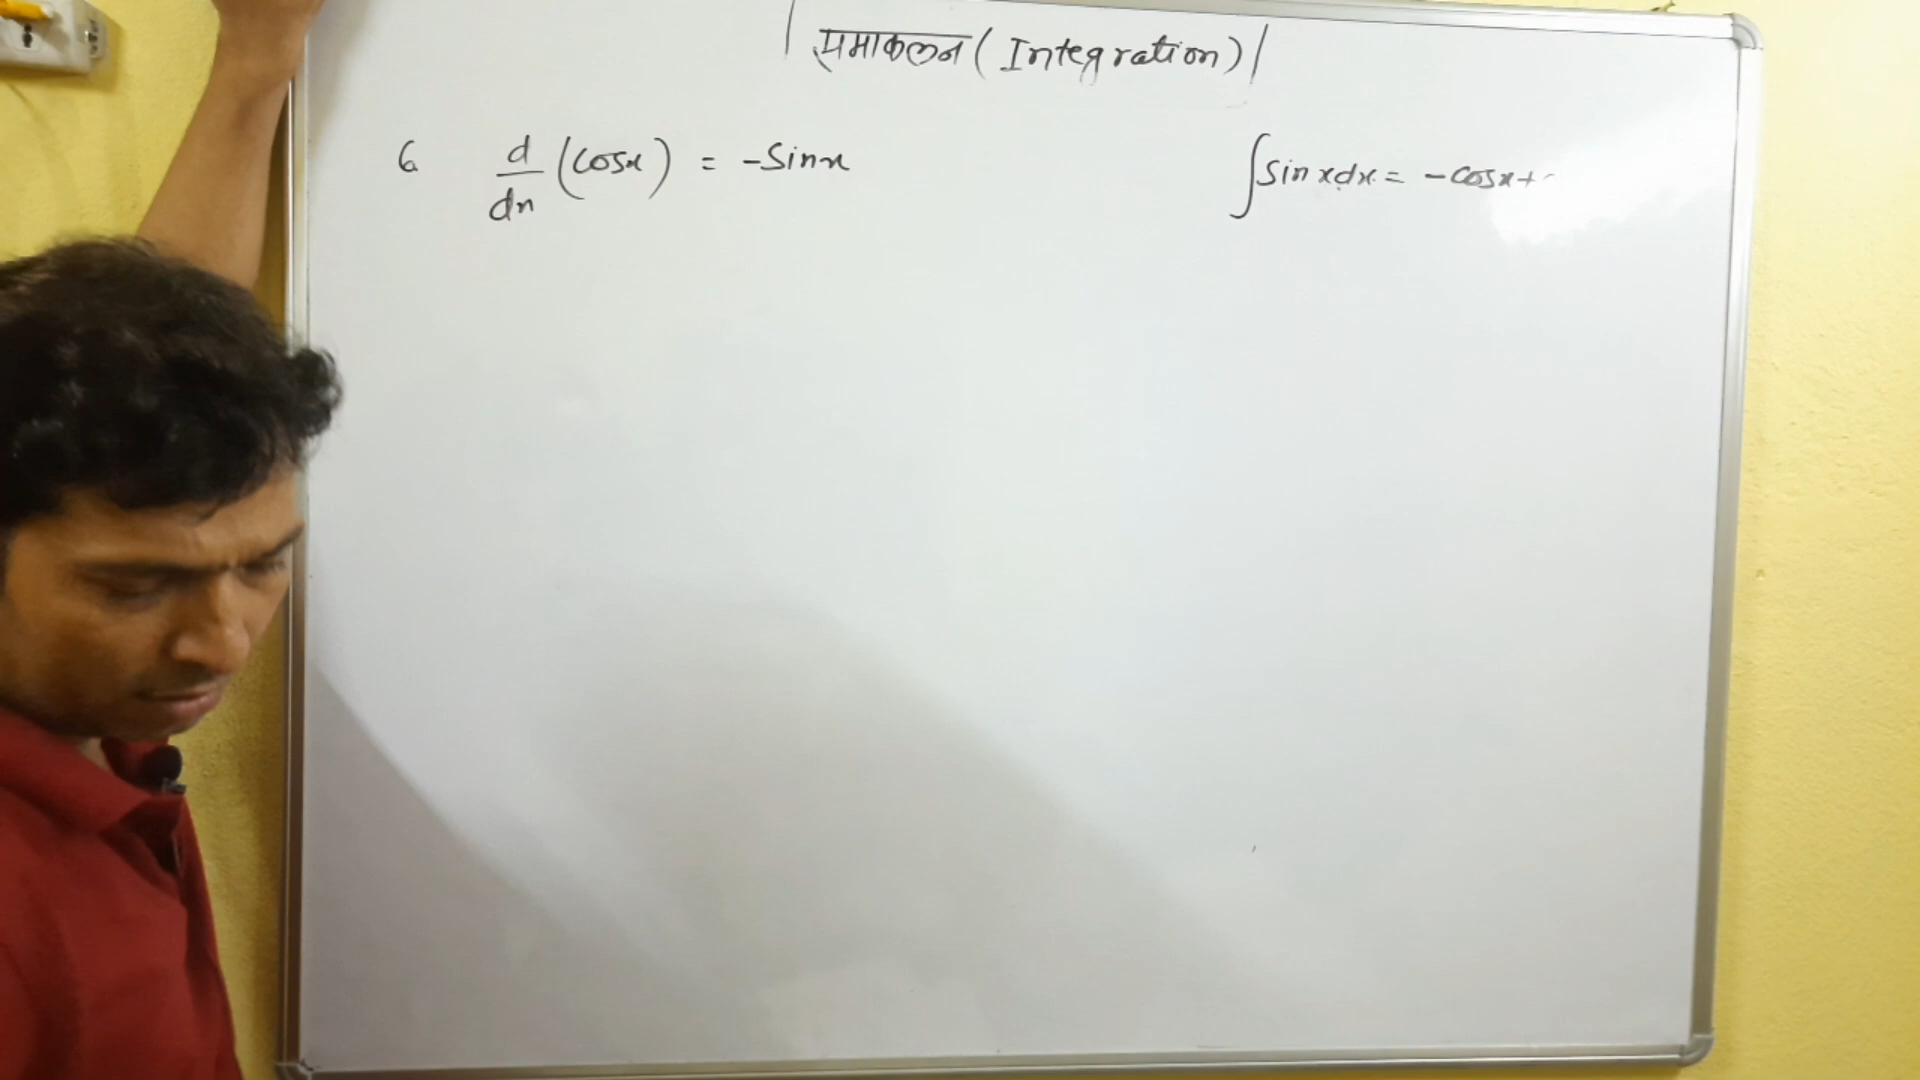 समाकलन (Integration)
6 d/dx (cosx) = -Sinx ∫sin x dx = -cosx +